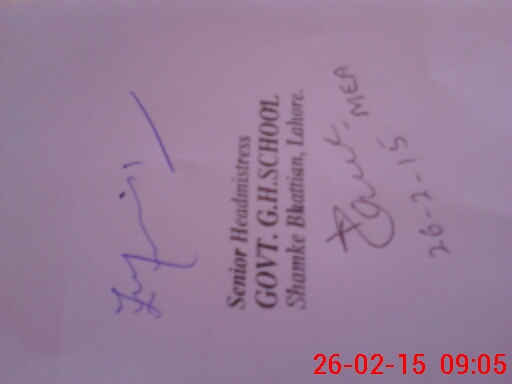 Senior Headmistress
GOVT. G.H.SCHOOL
Shamke Bhattian, Lahore.
MEA
26-2-15
26-02-15 09:05